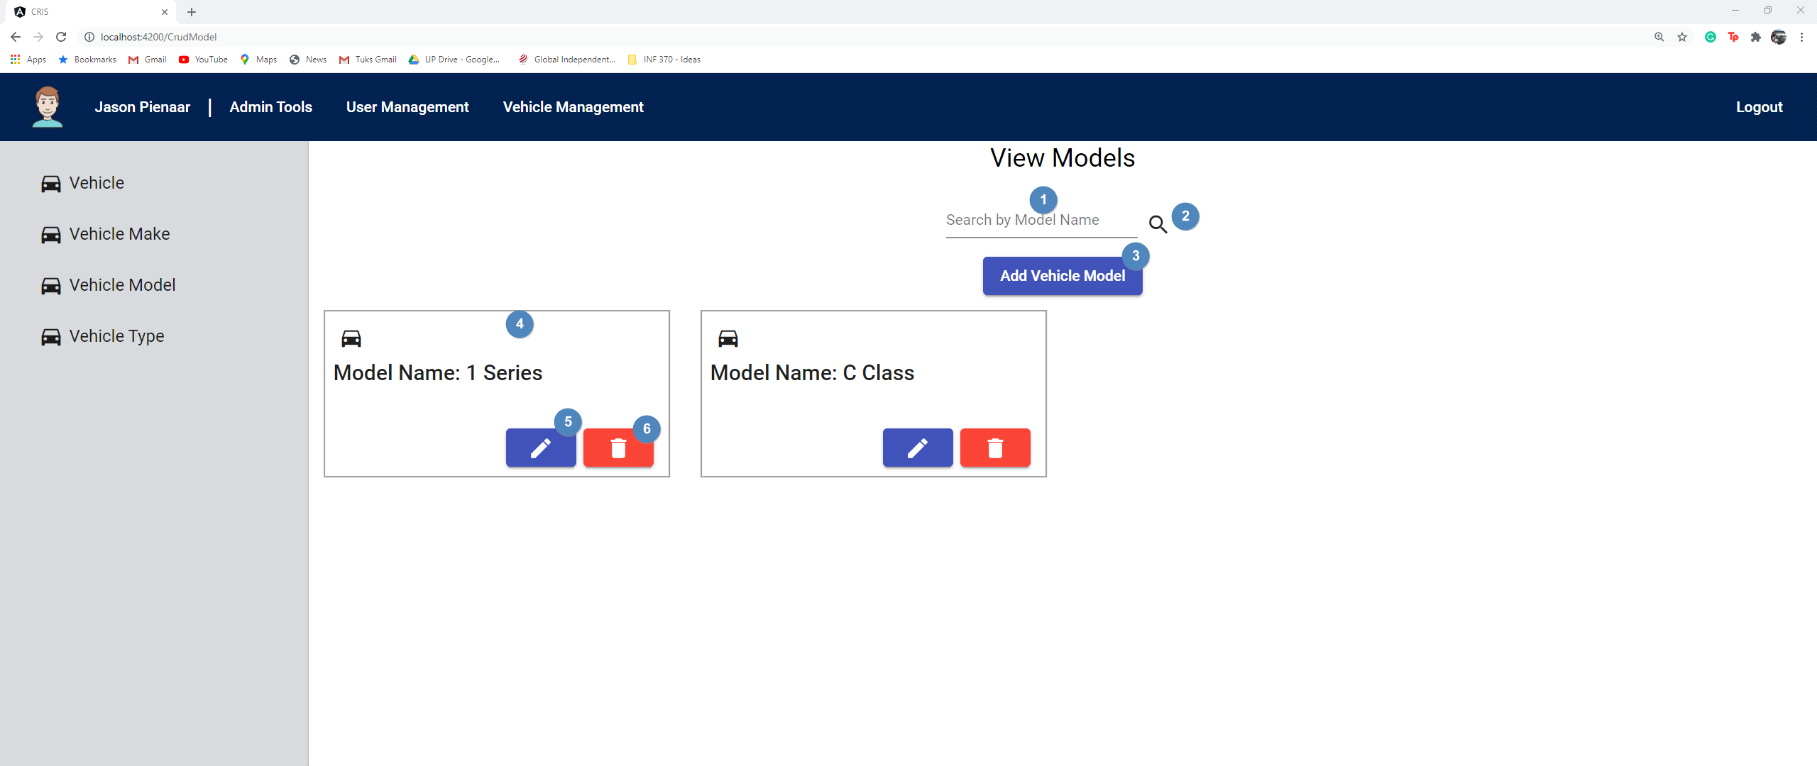 CRIS
localhost:4200/CrudModel
Apps Bookmarks Gmail YouTube Maps News Tuks Gmail UP Drive - Google... Global Independent... INF 370 - Ideas
Jason Pienaar | Admin Tools User Management Vehicle Management Logout
Vehicle
Vehicle Make
Vehicle Model
Vehicle Type
View Models
1
Search by Model Name
2
3
Add Vehicle Model
4
Model Name: 1 Series
5
6
Model Name: C Class